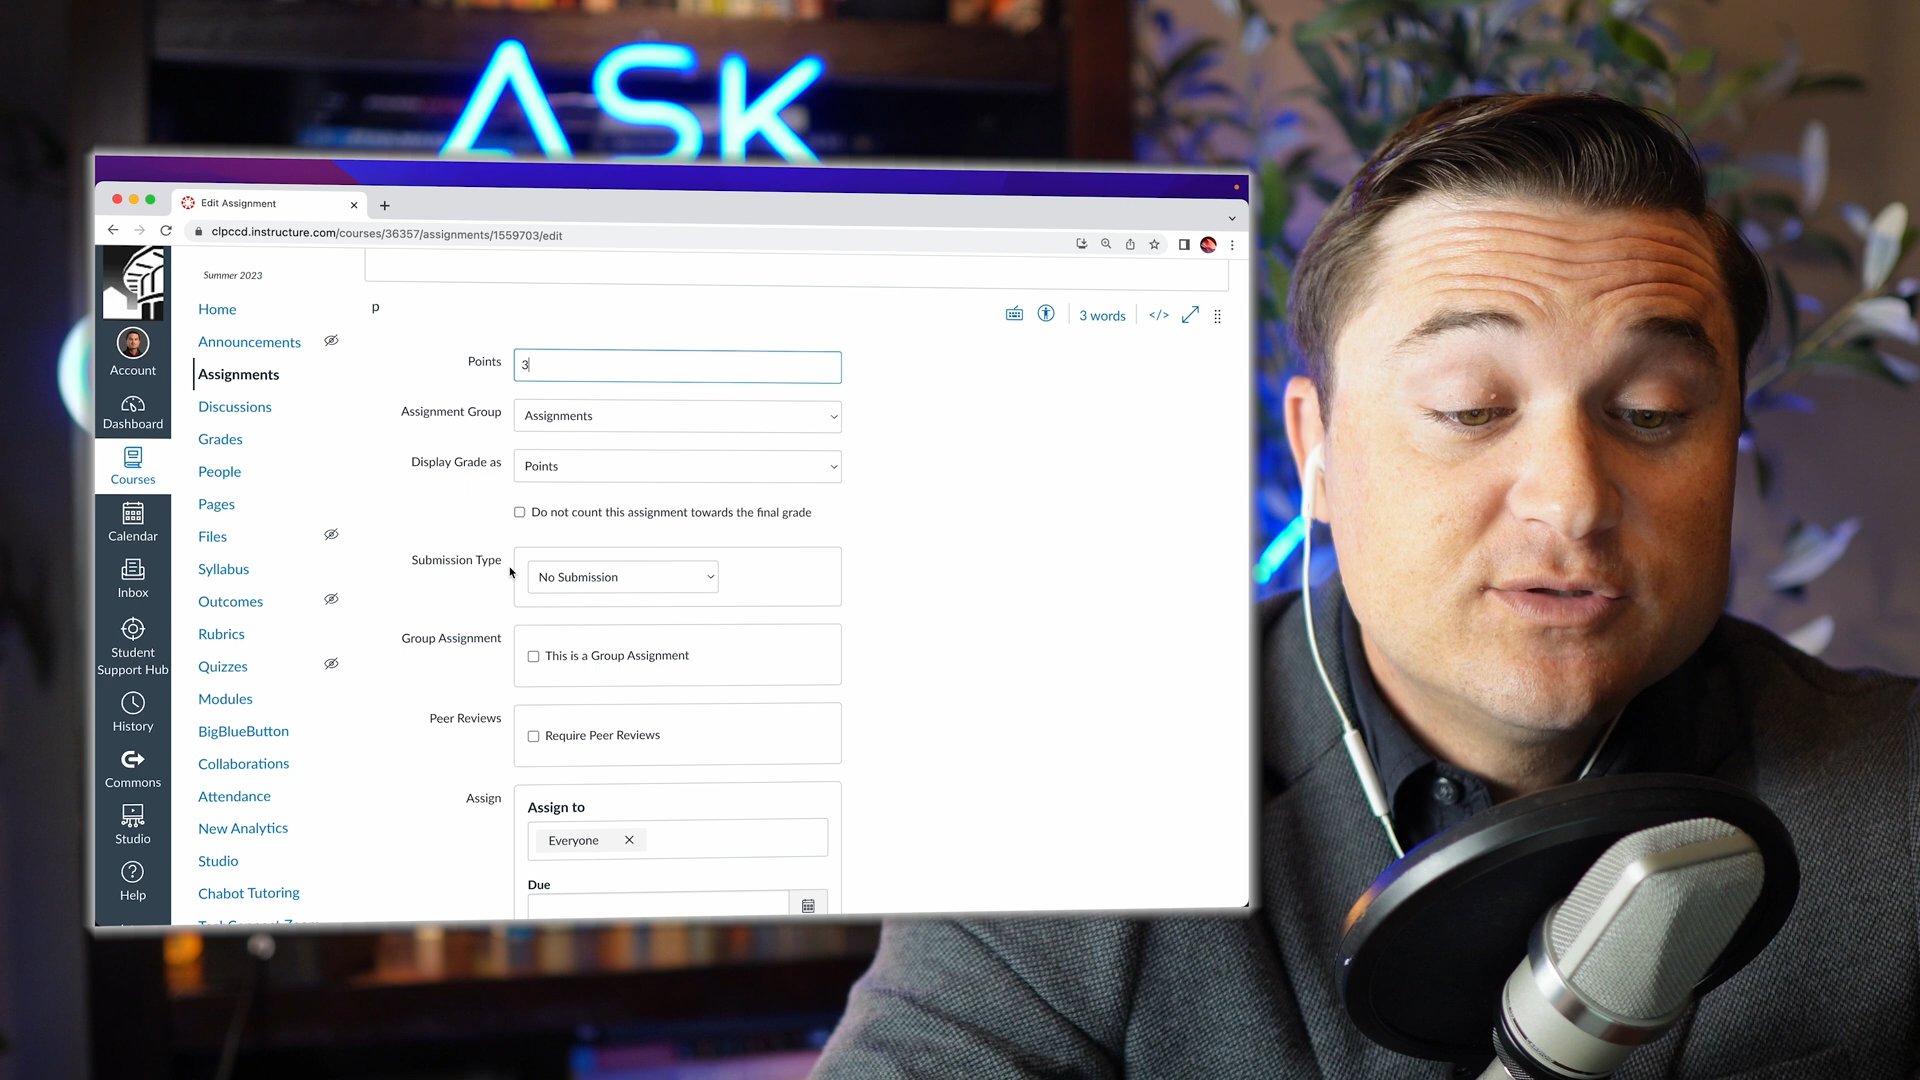 ASK
Edit Assignment
clpccd.instructure.com/courses/36357/assignments/1559703/edit
Account
Dashboard
Courses
Calendar
Inbox
Student
Support Hub
History
Commons
Studio
Help
Summer 2023
Home
Announcements
Assignments
Discussions
Grades
People
Pages
Files
Syllabus
Outcomes
Rubrics
Quizzes
Modules
BigBlueButton
Collaborations
Attendance
New Analytics
Studio
Chabot Tutoring
p
3 words
</>
Points
3
Assignment Group
Assignments
Display Grade as
Points
Do not count this assignment towards the final grade
Submission Type
No Submission
Group Assignment
This is a Group Assignment
Peer Reviews
Require Peer Reviews
Assign
Assign to
Everyone
Due